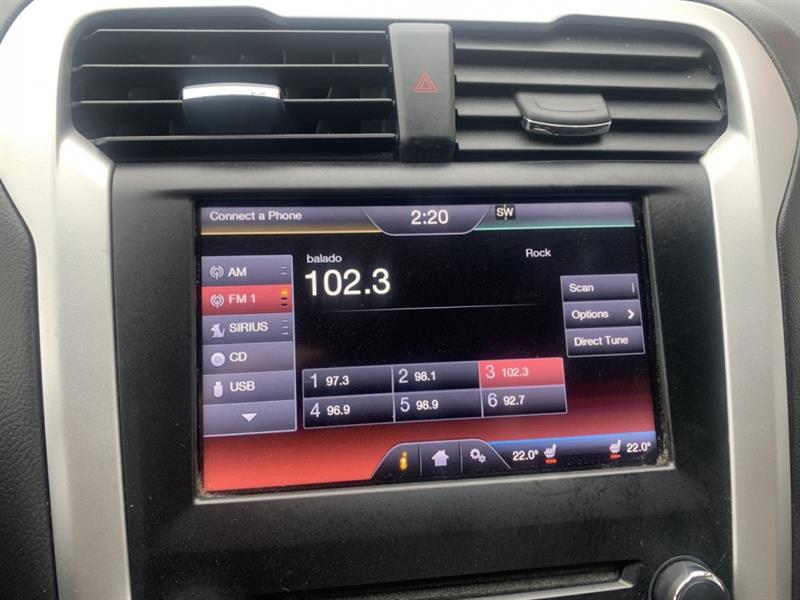 Connect a Phone 2:20 SW
balado Rock
102.3
AM
FM 1
SIRIUS
CD
USB
Scan
Options
Direct Tune
1 97.3 2 98.1 3 102.3
4 96.9 5 98.9 6 92.7
i 22.0° 22.0°